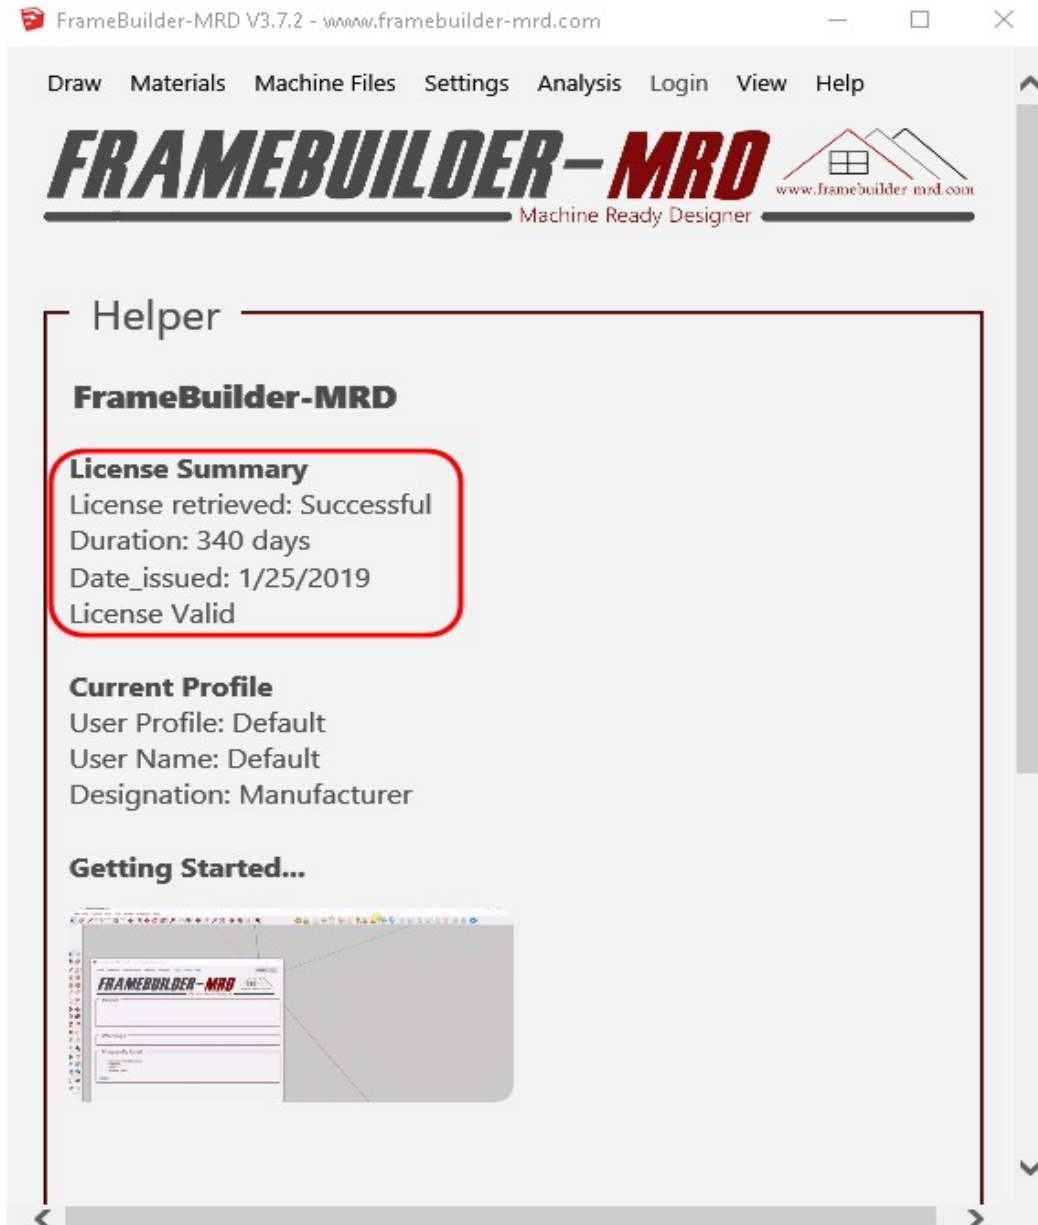 FrameBuilder-MRD V3.7.2 - www.framebuilder-mrd.com
Draw Materials Machine Files Settings Analysis Login View Help
FRAMEBUILDER-MRD
www.framebuilder-mrd.com
Machine Ready Designer
Helper
FrameBuilder-MRD
License Summary
License retrieved: Successful
Duration: 340 days
Date_issued: 1/25/2019
License Valid
Current Profile
User Profile: Default
User Name: Default
Designation: Manufacturer
Getting Started...
FRAMEBUILDER-MRD